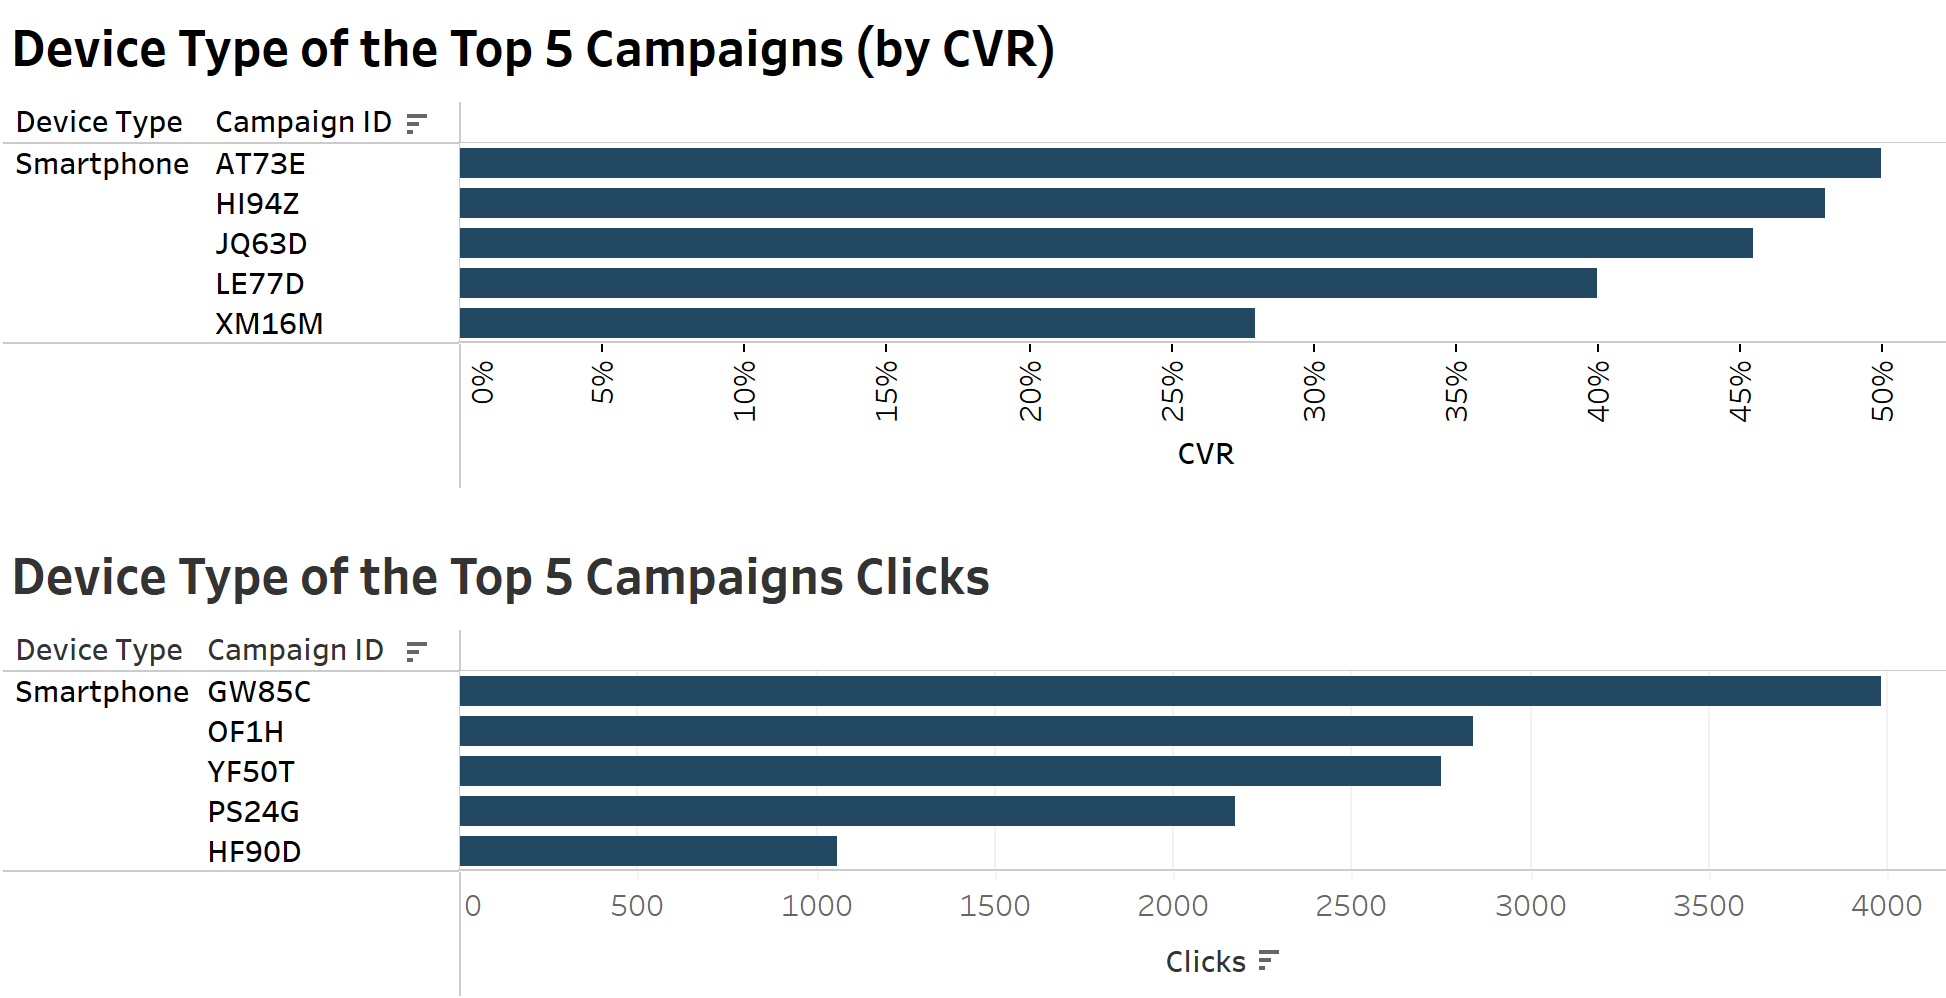 Device Type of the Top 5 Campaigns (by CVR)
Device Type Campaign ID
Smartphone AT73E
HI94Z
JQ63D
LE77D
XM16M
0% 5% 10% 15% 20% 25% 30% 35% 40% 45% 50%
CVR
Device Type of the Top 5 Campaigns Clicks
Device Type Campaign ID
Smartphone GW85C
OF1H
YF50T
PS24G
HF90D
0 500 1000 1500 2000 2500 3000 3500 4000
Clicks